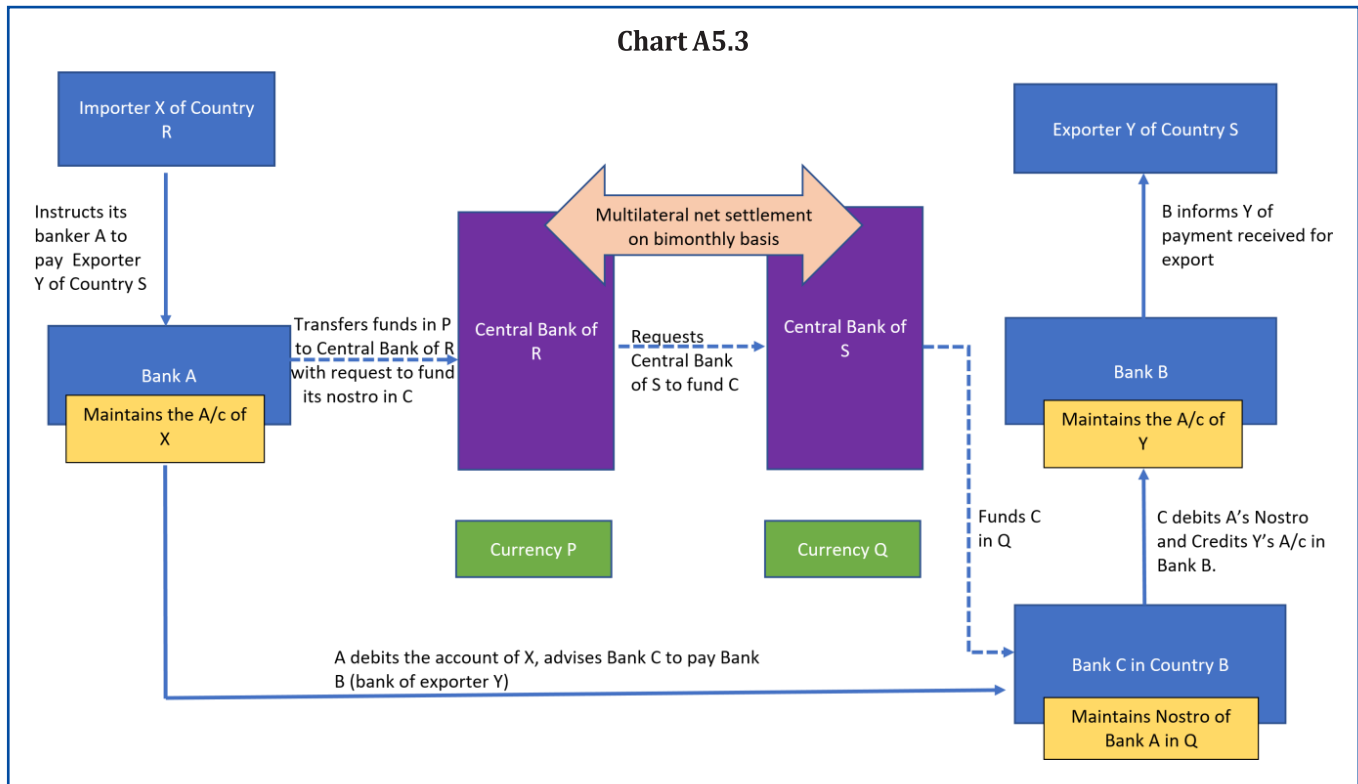 Chart A5.3
Importer X of Country
R
Exporter Y of Country S
Instructs its
banker A to
pay Exporter
Y of Country S
Multilateral net settlement
on bimonthly basis
B informs Y of
payment received for
export
Bank A
Maintains the A/c of
X
Transfers funds in P
to Central Bank of R
with request to fund
its nostro in C
Central Bank of
R
Requests
Central Bank
of S to fund C
Central Bank of
S
Bank B
Maintains the A/c of
Y
Currency P
Currency Q
Funds C
in Q
C debits A’s Nostro
and Credits Y’s A/c in
Bank B.
A debits the account of X, advises Bank C to pay Bank
B (bank of exporter Y)
Bank C in Country B
Maintains Nostro of
Bank A in Q